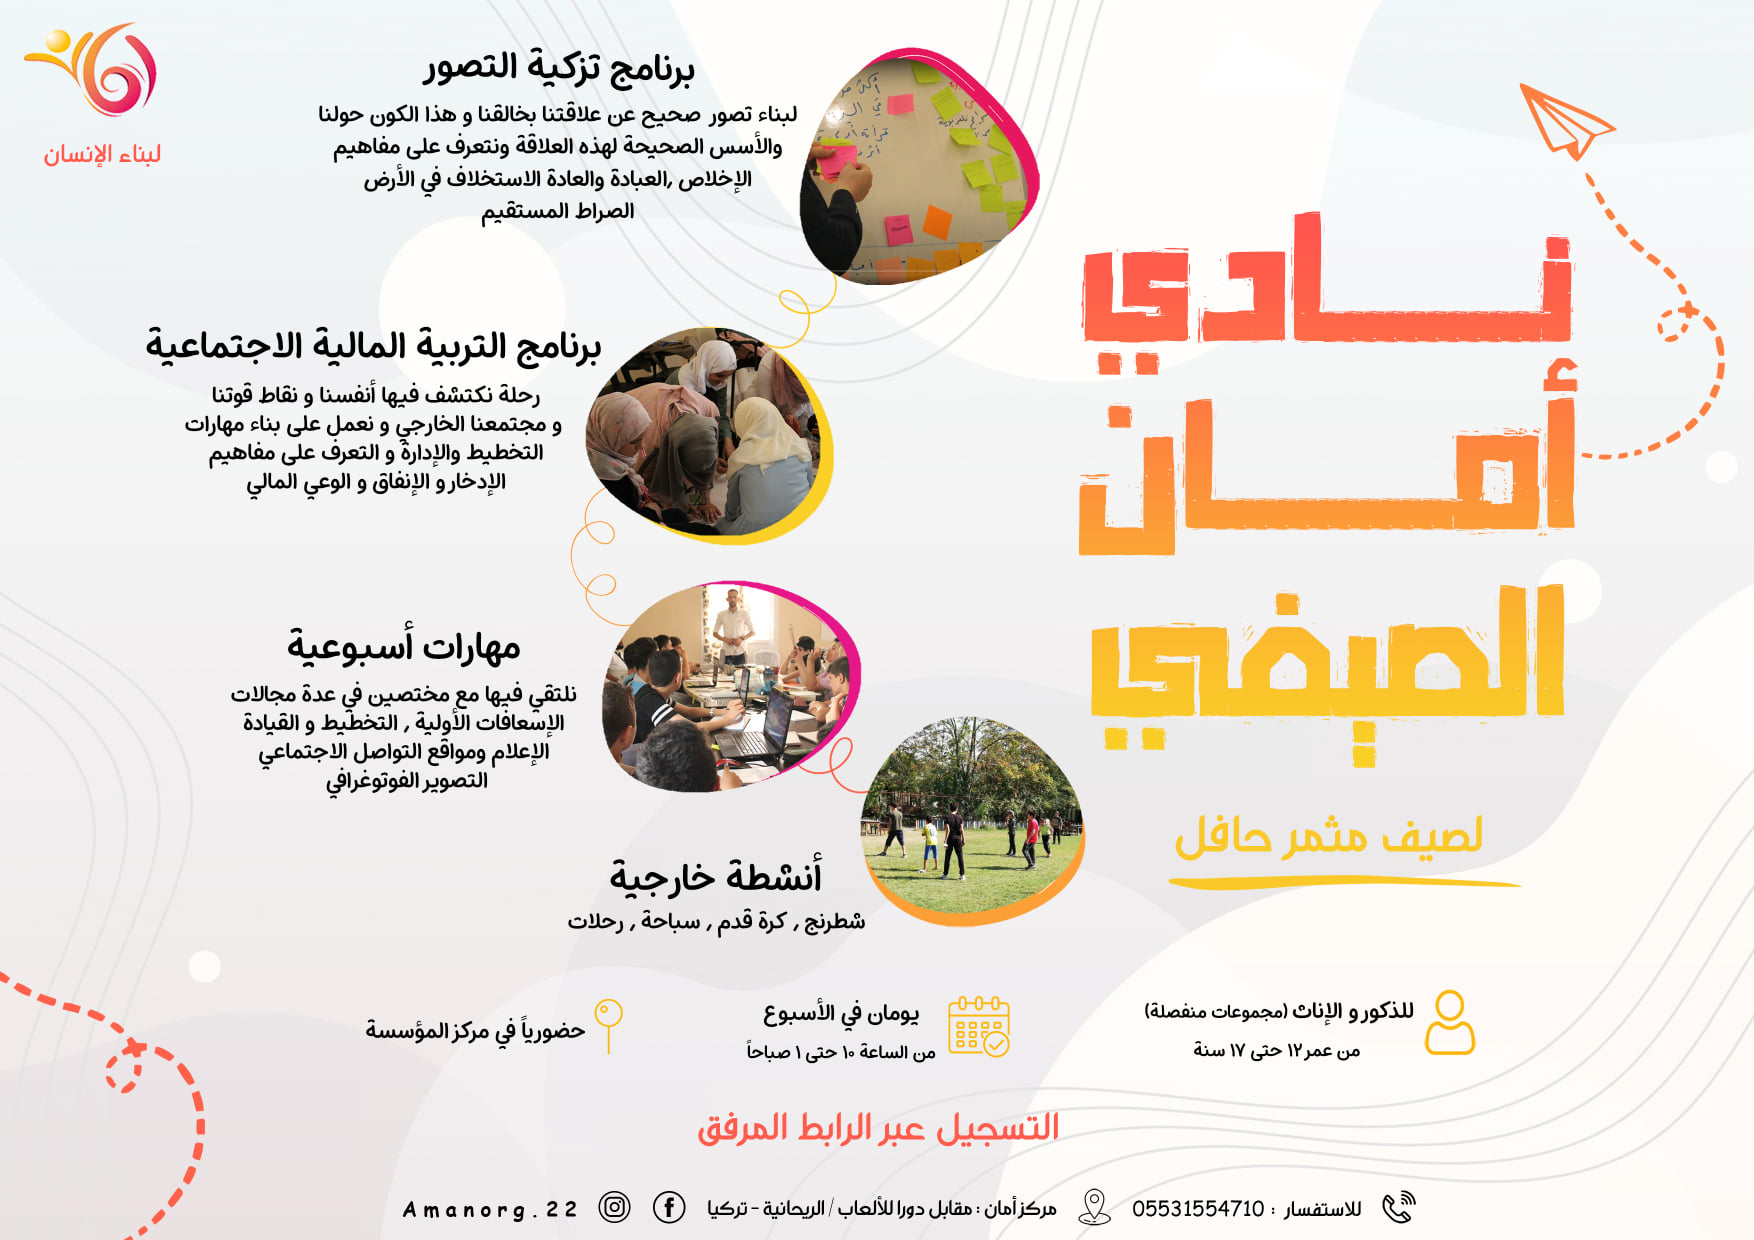 نادي
أمان
الصيفي
لصيف مثمر حافل
لبناء الإنسان
برنامج تزكية التصور
لبناء تصور صحيح عن علاقتنا بخالقنا و هذا الكون حولنا
والأسس الصحيحة لهذه العلاقة ونتعرف على مفاهيم
الإخلاص ,العبادة والعادة الاستخلاف في الأرض
الصراط المستقيم
برنامج التربية المالية الاجتماعية
رحلة نكتشف فيها أنفسنا و نقاط قوتنا
و مجتمعنا الخارجي و نعمل على بناء مهارات
التخطيط والإدارة و التعرف على مفاهيم
الإدخار و الإنفاق و الوعي المالي
مهارات أسبوعية
نلتقي فيها مع مختصين في عدة مجالات
الإسعافات الأولية , التخطيط و القيادة
الإعلام ومواقع التواصل الاجتماعي
التصوير الفوتوغرافي
أنشطة خارجية
شطرنج , كرة قدم , سباحة , رحلات
للذكور و الإناث (مجموعات منفصلة)
من عمر ١٢ حتى ١٧ سنة
يومان في الأسبوع
من الساعة ١٠ حتى ١ صباحاً
حضورياً في مركز المؤسسة
التسجيل عبر الرابط المرفق
للاستفسار : 05531554710
مركز أمان : مقابل دورا للألعاب / الريحانية - تركيا
Amanorg.22